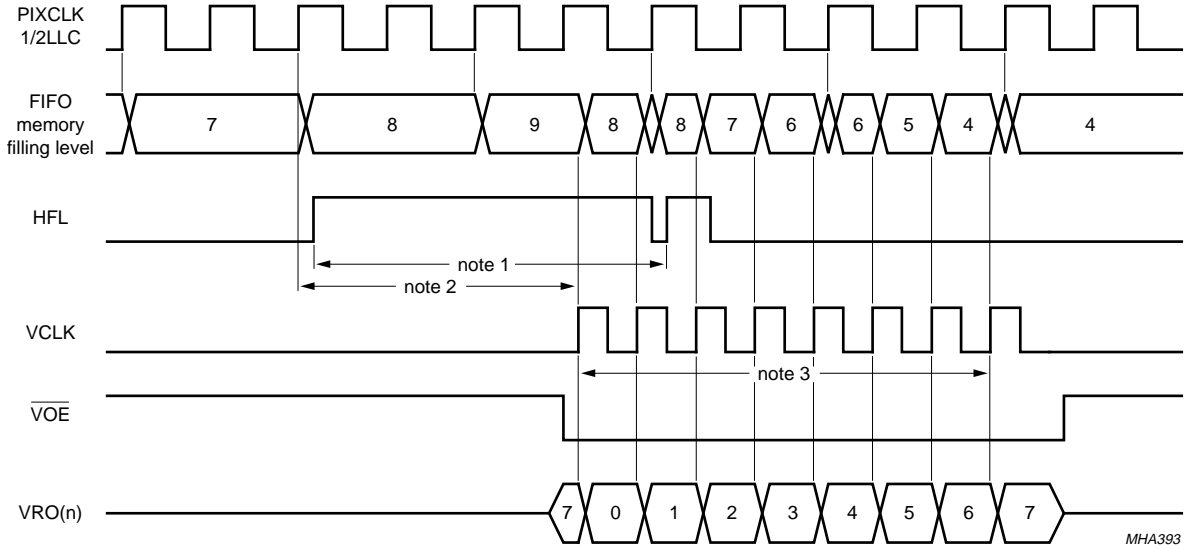 PIXCLK
1/2LLC
FIFO
memory
filling level
7 8 9 8 8 7 6 6 5 4 4
HFL
note 1
note 2
VCLK
note 3
VOE
VRO(n)
7 0 1 2 3 4 5 6 7
MHA393